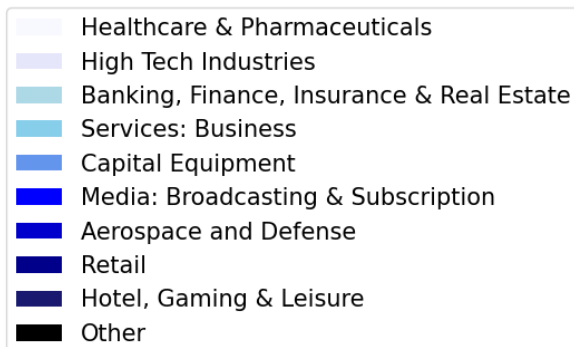 Healthcare & Pharmaceuticals
High Tech Industries
Banking, Finance, Insurance & Real Estate
Services: Business
Capital Equipment
Media: Broadcasting & Subscription
Aerospace and Defense
Retail
Hotel, Gaming & Leisure
Other